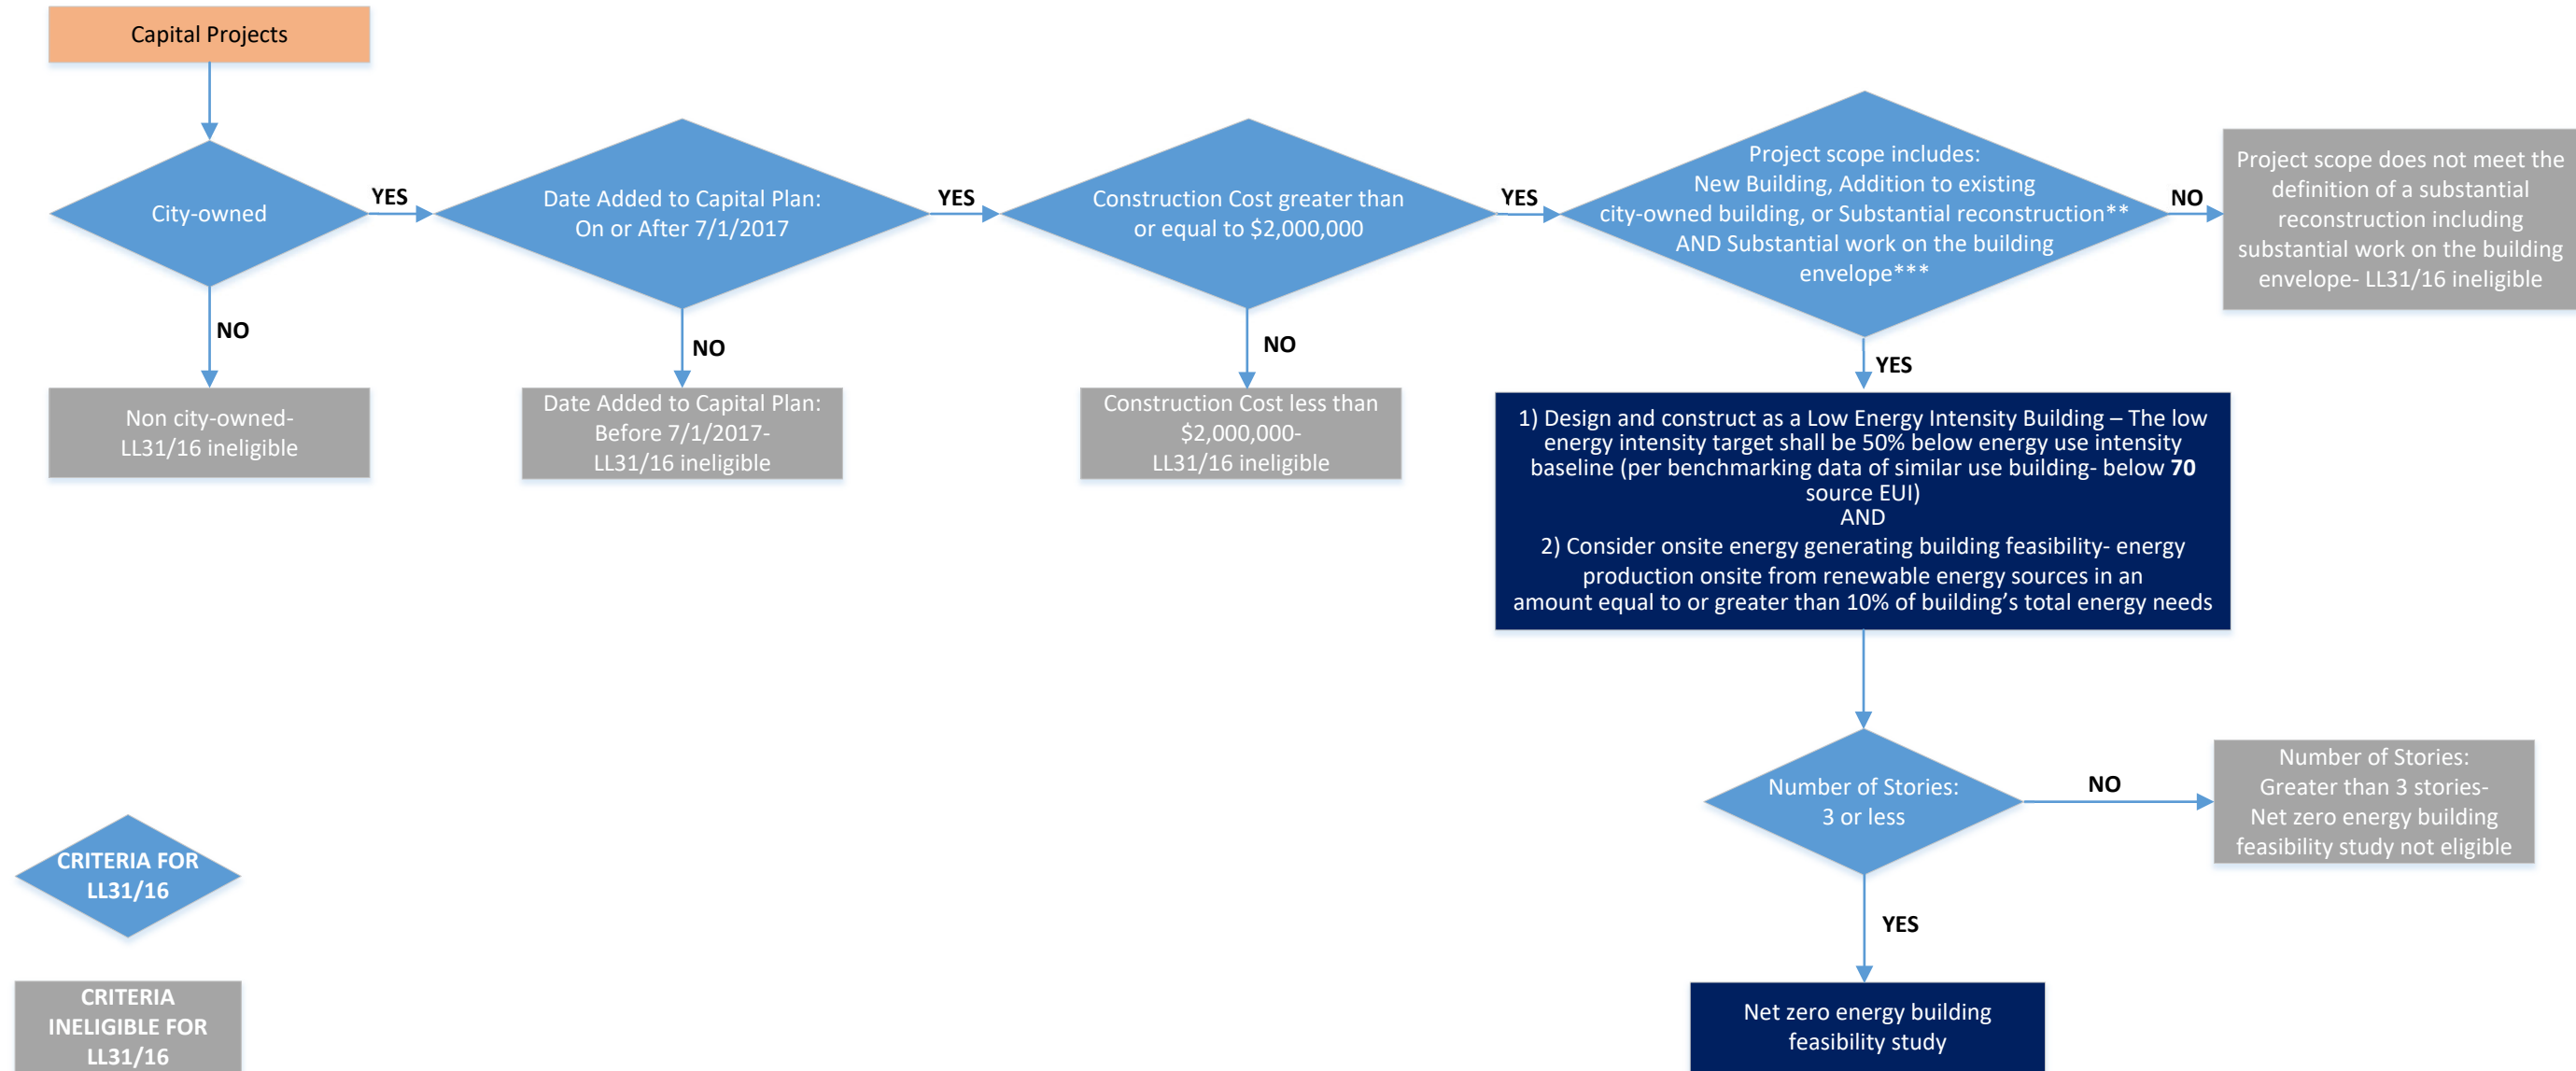 Capital Projects
City-owned
YES
Date Added to Capital Plan:
On or After 7/1/2017
YES
Construction Cost greater than
or equal to $2,000,000
YES
Project scope includes:
New Building, Addition to existing
city-owned building, or Substantial reconstruction**
AND Substantial work on the building
envelope***
NO
Project scope does not meet the
definition of a substantial
reconstruction including
substantial work on the building
envelope- LL31/16 ineligible
NO
Non city-owned-
LL31/16 ineligible
NO
Date Added to Capital Plan:
Before 7/1/2017-
LL31/16 ineligible
NO
Construction Cost less than
$2,000,000-
LL31/16 ineligible
YES
1) Design and construct as a Low Energy Intensity Building – The low
energy intensity target shall be 50% below energy use intensity
baseline (per benchmarking data of similar use building- below 70
source EUI)
AND
2) Consider onsite energy generating building feasibility- energy
production onsite from renewable energy sources in an
amount equal to or greater than 10% of building’s total energy needs
Number of Stories:
3 or less
NO
Number of Stories:
Greater than 3 stories-
Net zero energy building
feasibility study not eligible
YES
Net zero energy building
feasibility study
CRITERIA FOR
LL31/16
CRITERIA
INELIGIBLE FOR
LL31/16